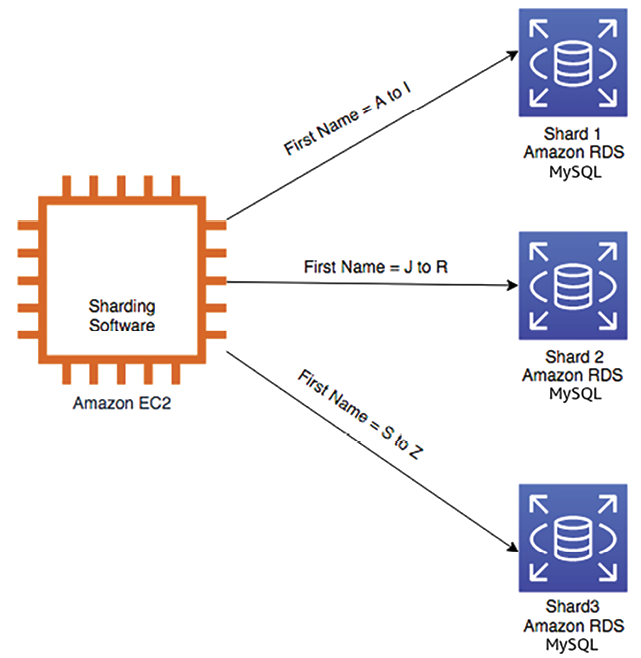 First Name = A to I
Shard 1
Amazon RDS
MySQL
Sharding
Software
Amazon EC2
First Name = J to R
Shard 2
Amazon RDS
MySQL
First Name = S to Z
Shard3
Amazon RDS
MySQL